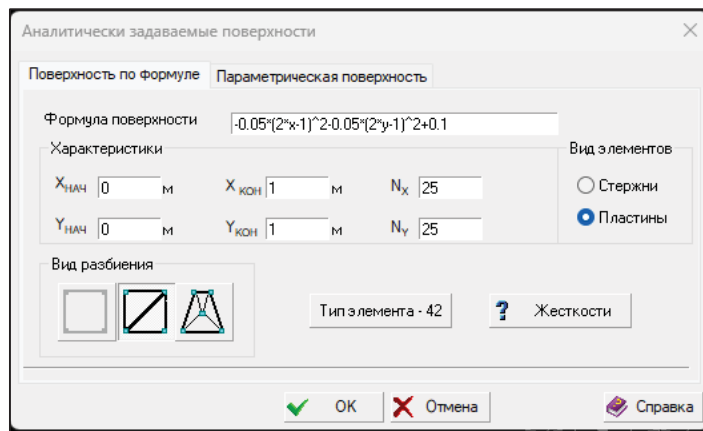 Аналитически задаваемые поверхности
Поверхность по формуле Параметрическая поверхность
Формула поверхности -0.05*(2*x-1)^2-0.05*(2*y-1)^2+0.1
Характеристики Вид элементов
XНАЧ 0 м X КОН 1 м NX 25 Стержни
YНАЧ 0 м YКОН 1 м NY 25 Пластины
Вид разбиения
Тип элемента - 42 ? Жесткости
OK Отмена Справка